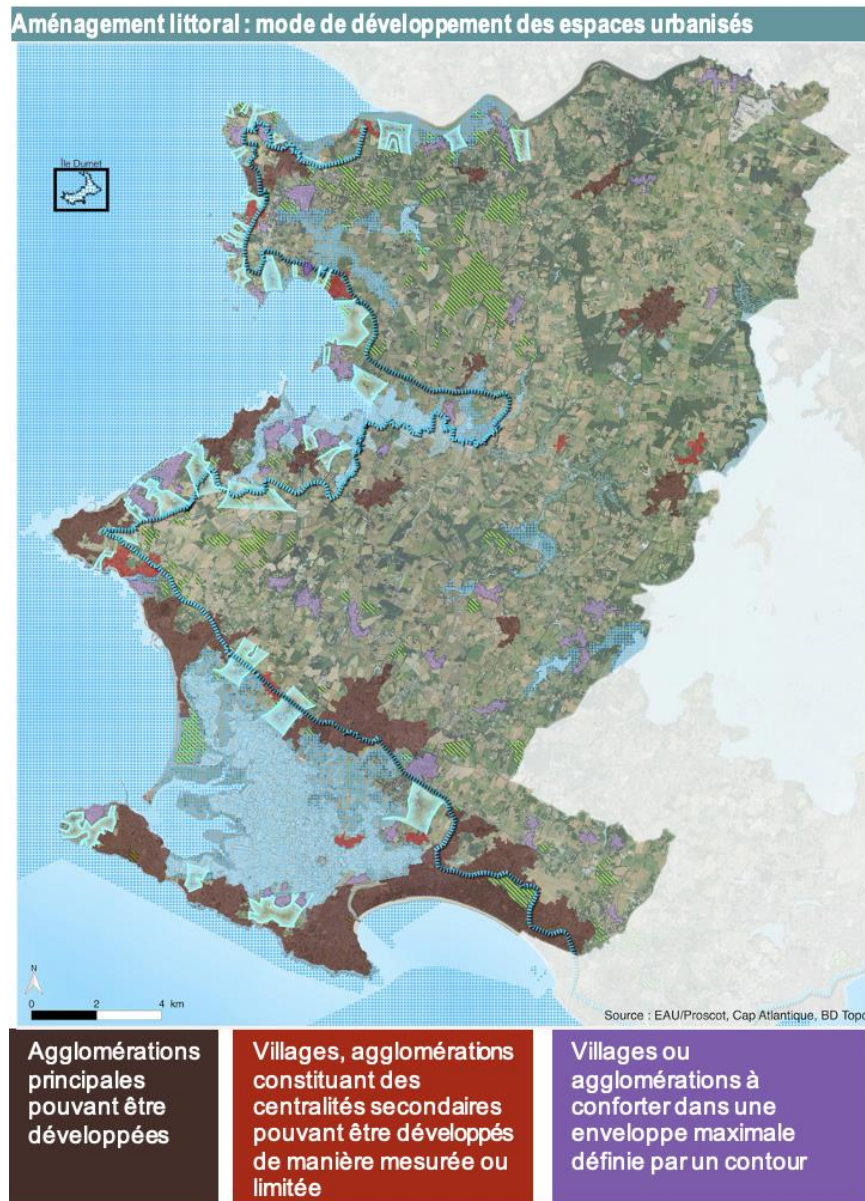 Aménagement littoral : mode de développement des espaces urbanisés
Île Dumet
N
0 2 4 km
Source : EAU/Proscot, Cap Atlantique, BD Topo
Agglomérations
principales
pouvant être
développées
Villages, agglomérations
constituant des
centralités secondaires
pouvant être développés
de manière mesurée ou
limitée
Villages ou
agglomérations à
conforter dans une
enveloppe maximale
définie par un contour